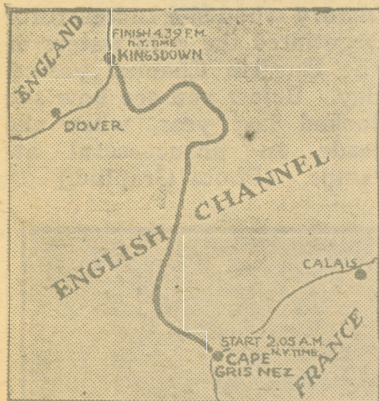 ENGLAND
FINISH 4.39 P.M.
N.Y. TIME
KINGSDOWN
DOVER
ENGLISH CHANNEL
CALAIS
START 2.05 A.M.
N.Y. TIME
CAPE
GRIS NEZ
FRANCE